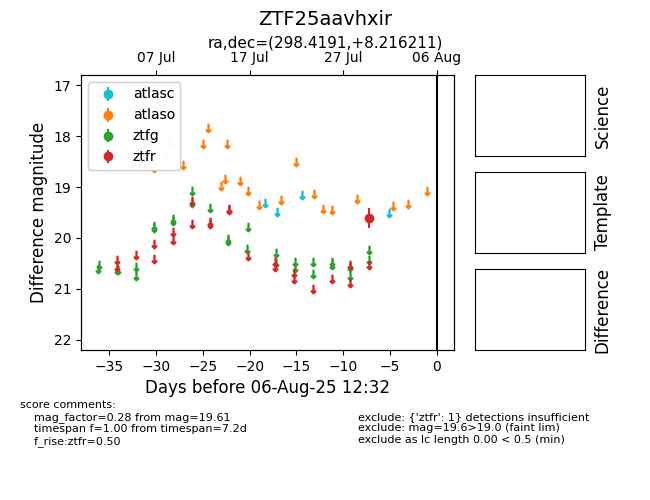 ZTF25aavhxir
ra,dec=(298.4191,+8.216211)
07 Jul 17 Jul 27 Jul 06 Aug
atlasc
atlaso
ztfg
ztfr
17
18
19
20
21
22
Difference magnitude
−35 −30 −25 −20 −15 −10 −5 0
Days before 06-Aug-25 12:32
Science
Template
Difference
score comments:
mag_factor=0.28 from mag=19.61
timespan f=1.00 from timespan=7.2d
f_rise:ztfr=0.50
exclude: {'ztfr': 1} detections insufficient
exclude: mag=19.6>19.0 (faint lim)
exclude as lc length 0.00 < 0.5 (min)